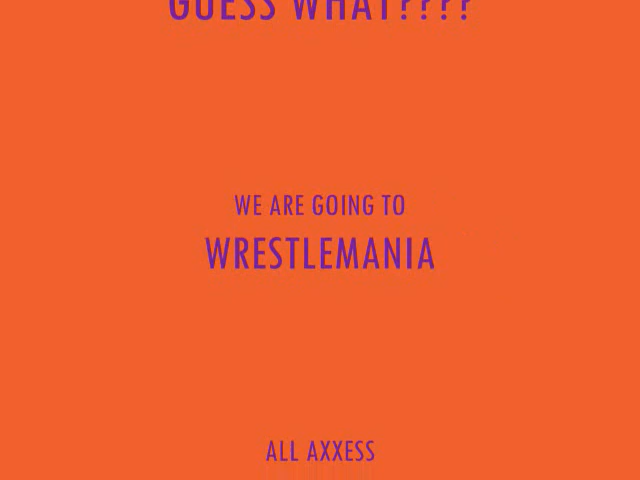 GUESS WHAT????
WE ARE GOING TO
WRESTLEMANIA
ALL AXXESS